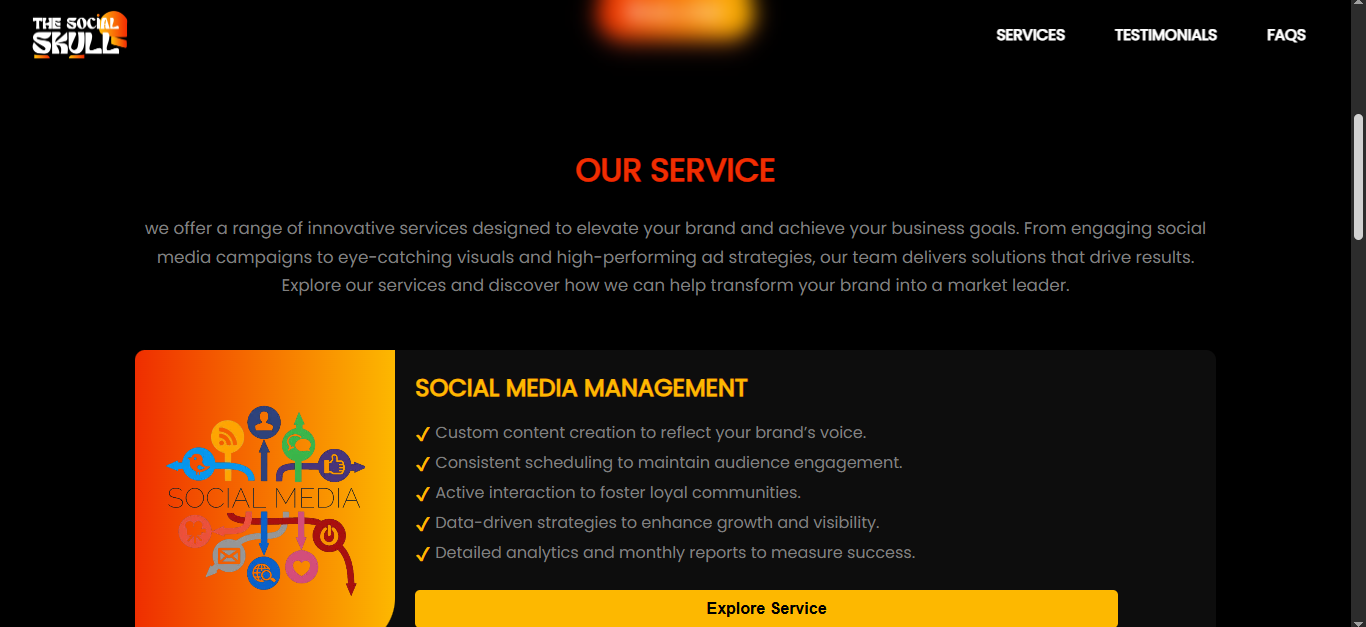 THE SOCIAL
SKULL
SERVICES
TESTIMONIALS
FAQS
OUR SERVICE
we offer a range of innovative services designed to elevate your brand and achieve your business goals. From engaging social
media campaigns to eye-catching visuals and high-performing ad strategies, our team delivers solutions that drive results.
Explore our services and discover how we can help transform your brand into a market leader.
SOCIAL MEDIA
SOCIAL MEDIA MANAGEMENT
Custom content creation to reflect your brand’s voice.
Consistent scheduling to maintain audience engagement.
Active interaction to foster loyal communities.
Data-driven strategies to enhance growth and visibility.
Detailed analytics and monthly reports to measure success.
Explore Service